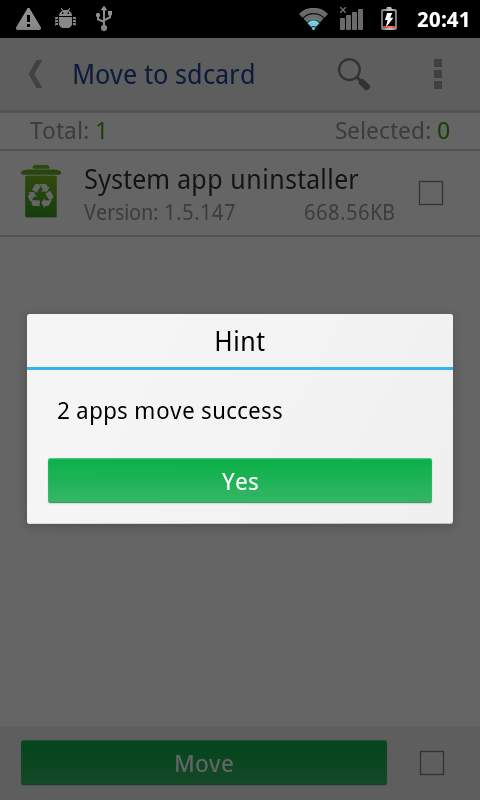 20:41
Move to sdcard
Total: 1 Selected: 0
System app uninstaller
Version: 1.5.147 668.56KB
Hint
2 apps move success
Yes
Move